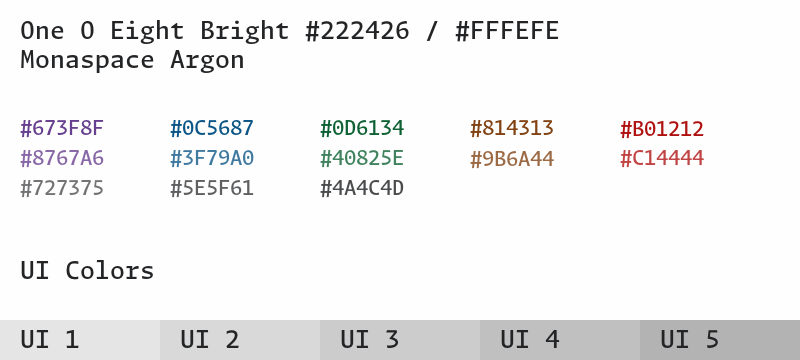 One O Eight Bright #222426 / #FFFEFE
Monaspace Argon
#673F8F #0C5687 #0D6134 #814313 #B01212
#8767A6 #3F79A0 #40825E #9B6A44 #C14444
#727375 #5E5F61 #4A4C4D
UI Colors
UI 1 UI 2 UI 3 UI 4 UI 5